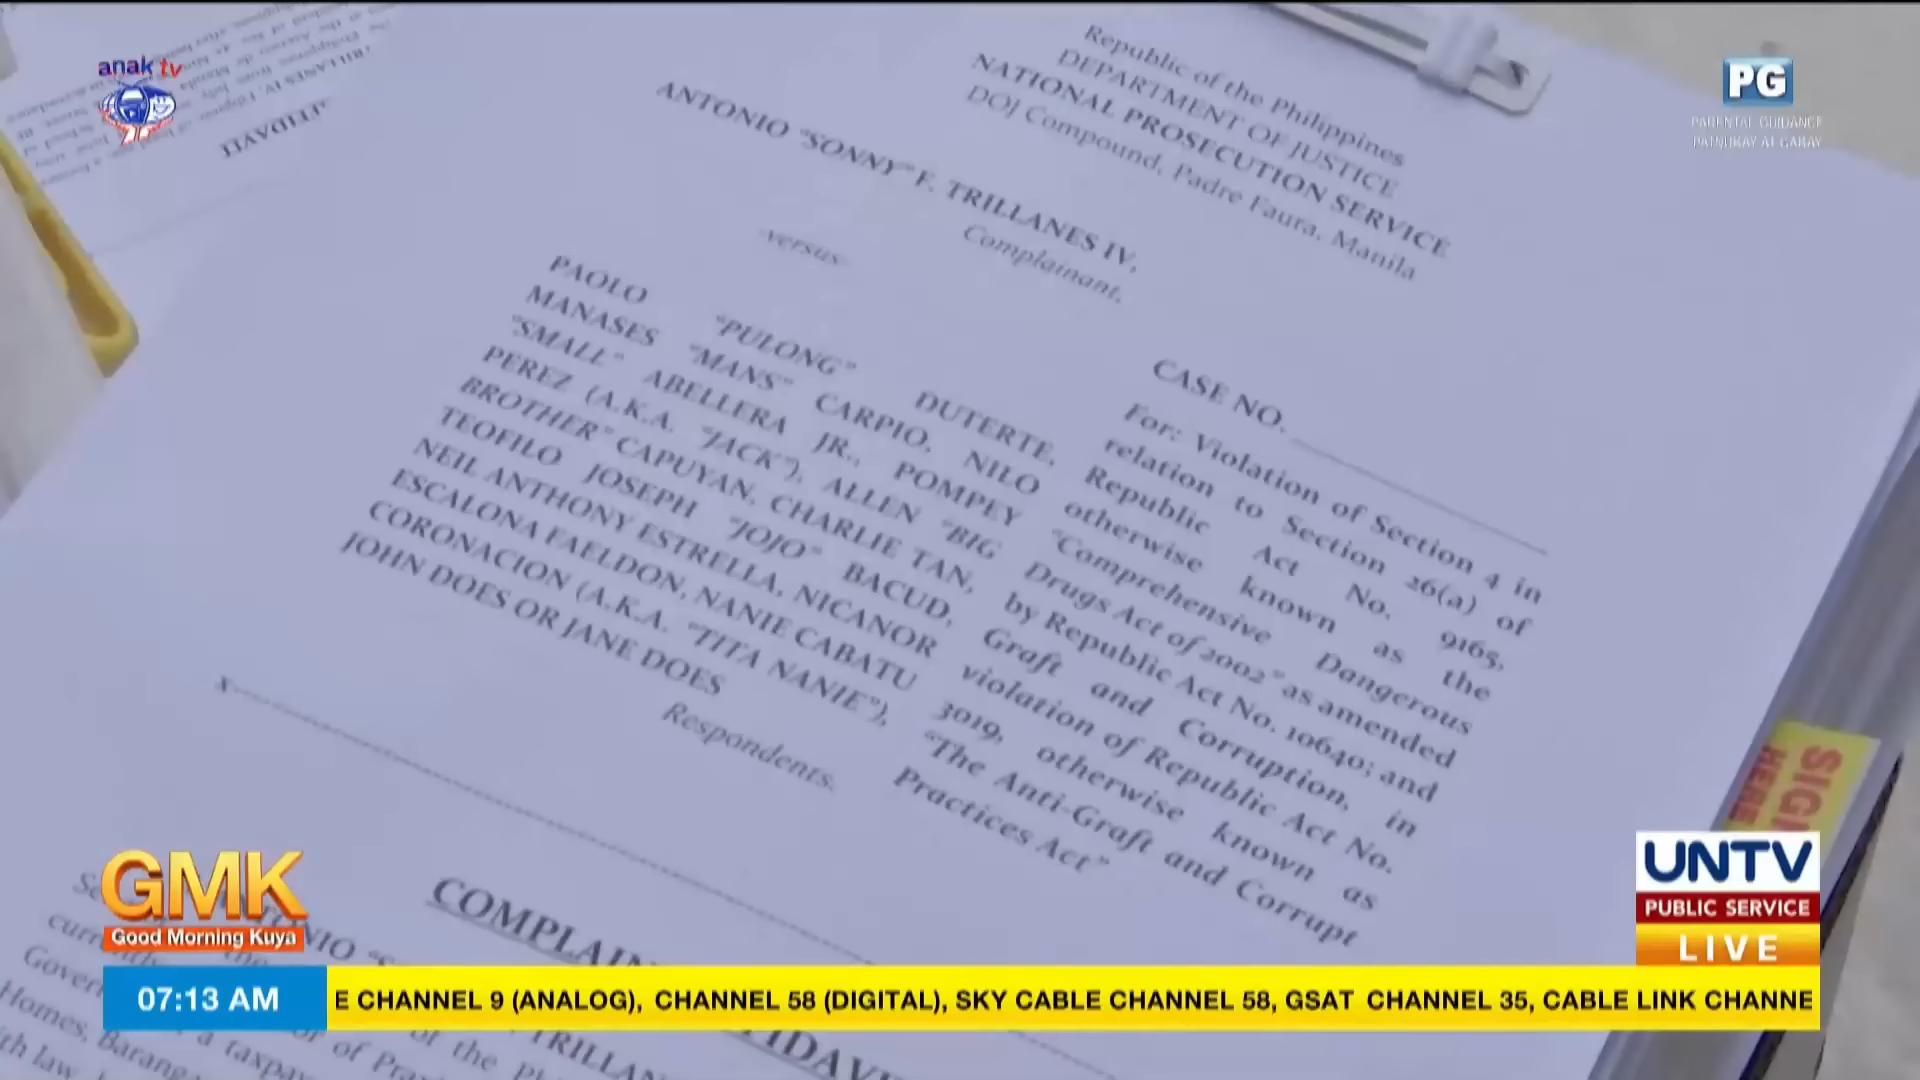 anak tv
PG
PARENTAL GUIDANCE
PATNUBAY AT GABAY
AFFIDAVIT
Republic of the Philippines
DEPARTMENT OF JUSTICE
NATIONAL PROSECUTION SERVICE
DOJ Compound, Padre Faura, Manila
ANTONIO "SONNY" F. TRILLANES IV,
Complainant,
-versus-
PAOLO "PULONG" DUTERTE,
MANASES "MANS" CARPIO, NILO
"SMALL" ABELLERA JR., POMPEY
PEREZ (A.K.A. "JACK"), ALLEN "BIG
BROTHER" CAPUYAN, CHARLIE TAN,
TEOFILO JOSEPH "JOJO" BACUD,
NEIL ANTHONY ESTRELLA, NICANOR
ESCALONA FAELDON, NANIE CABATU
CORONACION (A.K.A. "TITA NANIE"),
JOHN DOES OR JANE DOES
Respondents.
CASE NO.
For: Violation of Section 4 in
relation to Section 26(a) of
Republic Act No. 9165,
otherwise known as the
"Comprehensive Dangerous
Drugs Act of 2002" as amended
by Republic Act No. 10640; and
Graft and Corruption, in
violation of Republic Act No.
3019, otherwise known as
"The Anti-Graft and Corrupt
Practices Act"
x
SIGN
HERE
GMK
Good Morning Kuya
UNTV
PUBLIC SERVICE
LIVE
07:13 AM
E CHANNEL 9 (ANALOG), CHANNEL 58 (DIGITAL), SKY CABLE CHANNEL 58, GSAT CHANNEL 35, CABLE LINK CHANNE